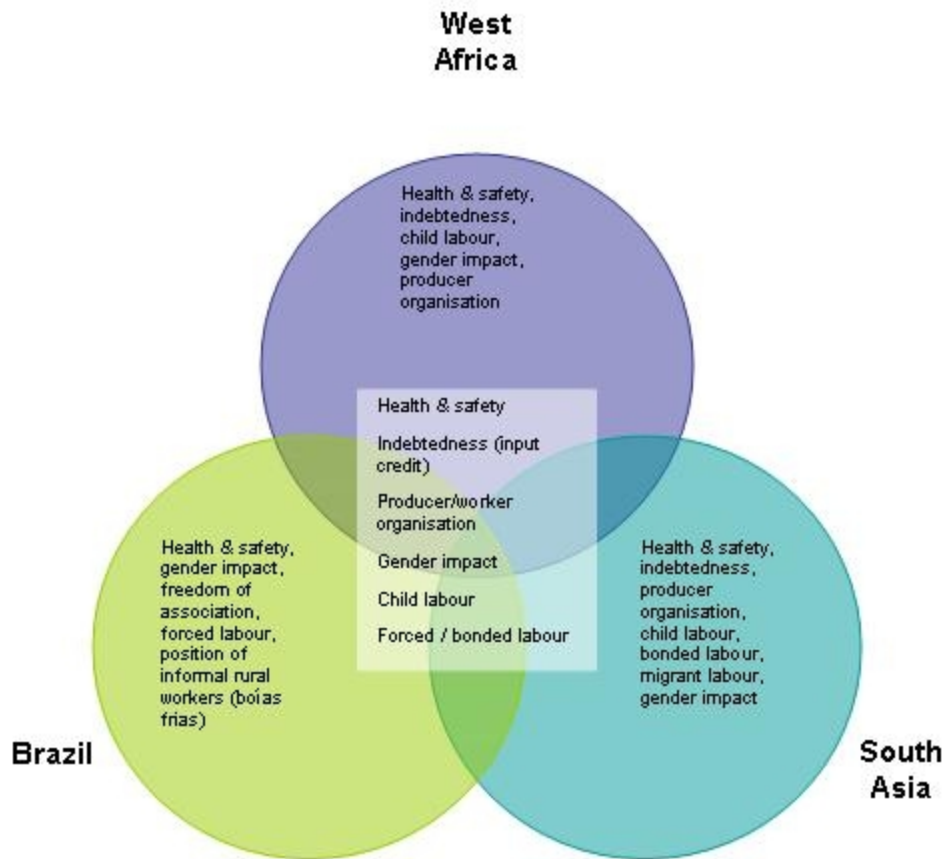 West
Africa
Health & safety,
indebtedness,
child labour,
gender impact,
producer
organisation
Health & safety
Indebtedness (input
credit)
Producer/worker
organisation
Gender impact
Child labour
Forced / bonded labour
Health & safety,
gender impact,
freedom of
association,
forced labour,
position of
informal rural
workers (boías
frias)
Health & safety,
indebtedness,
producer
organisation,
child labour,
bonded labour,
migrant labour,
gender impact
Brazil
South
Asia